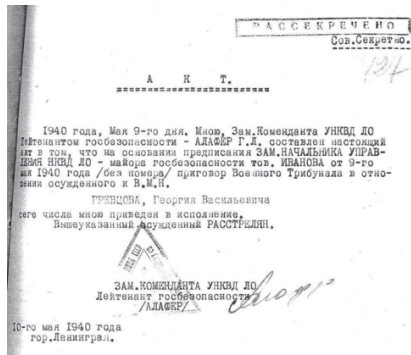 РАССЕКРЕЧЕНО
Сов.Секретно.
А К Т.
1940 года, Мая 9-го дня. Мною, Зам.Коменданта УНКВД ЛО
Лейтенантом госбезопасности - АЛАФЕР Г.Л. составлен настоящий
акт в том, что на основании предписания ЗАМ.НАЧАЛЬНИКА УПРАВ-
ЛЕНИЯ НКВД ЛО - майора госбезопасности тов. ИВАНОВА от 9-го
мая 1940 года /без номера/ приговор Военного Трибунала в отно-
шении осужденного к В.М.Н.
ГРЕВЦОВА, Георгия Васильевича
сего числа мною приведен в исполнение.
Вышеуказанный осужденный РАССТРЕЛЯН.
ЗАМ.КОМЕНДАНТА УНКВД ЛО
Лейтенант госбезопасности
/АЛАФЕР/
10-го мая 1940 года
гор.Ленинград.